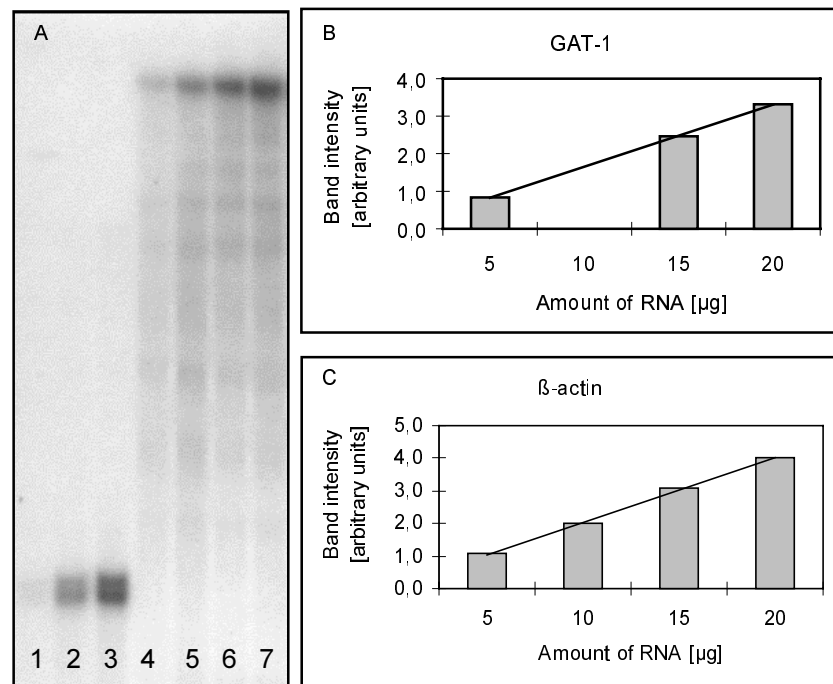 A
1 2 3 4 5 6 7
B
GAT-1
Band intensity
[arbitrary units]
4,0
3,0
2,0
1,0
0,0
5 10 15 20
Amount of RNA [µg]
C
ß-actin
Band intensity
[arbitrary units]
5,0
4,0
3,0
2,0
1,0
0,0
5 10 15 20
Amount of RNA [µg]